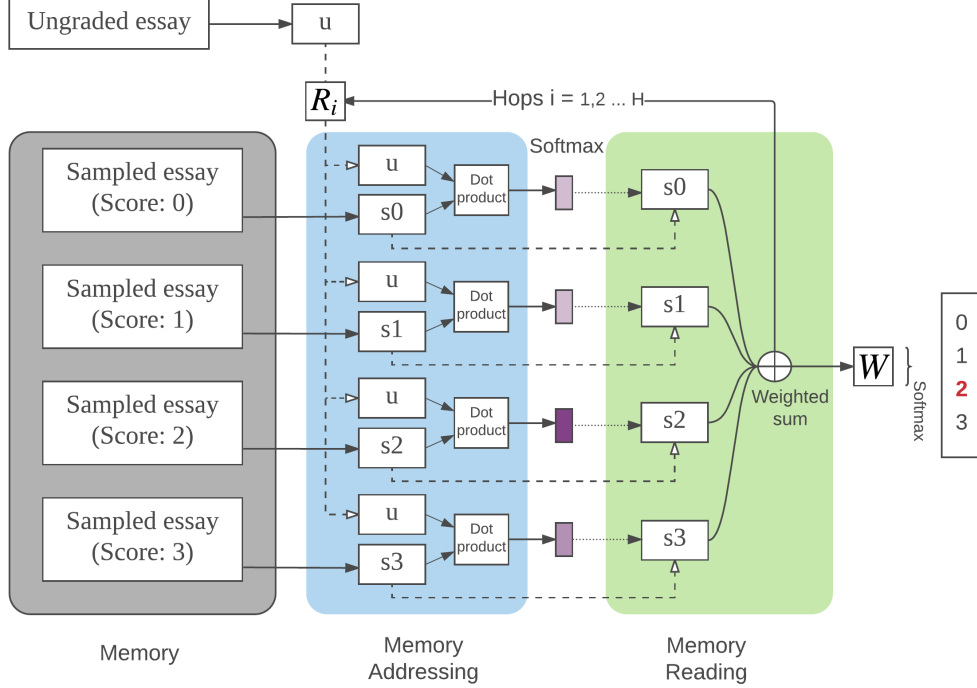 Ungraded essay
u
R_i
Hops i = 1,2 ... H
Softmax
Sampled essay
(Score: 0)
u
s0
Dot
product
s0
Sampled essay
(Score: 1)
u
s1
Dot
product
s1
Sampled essay
(Score: 2)
u
s2
Dot
product
s2
Sampled essay
(Score: 3)
u
s3
Dot
product
s3
Weighted
sum
W
Softmax
0
1
2
3
Memory
Memory
Addressing
Memory
Reading